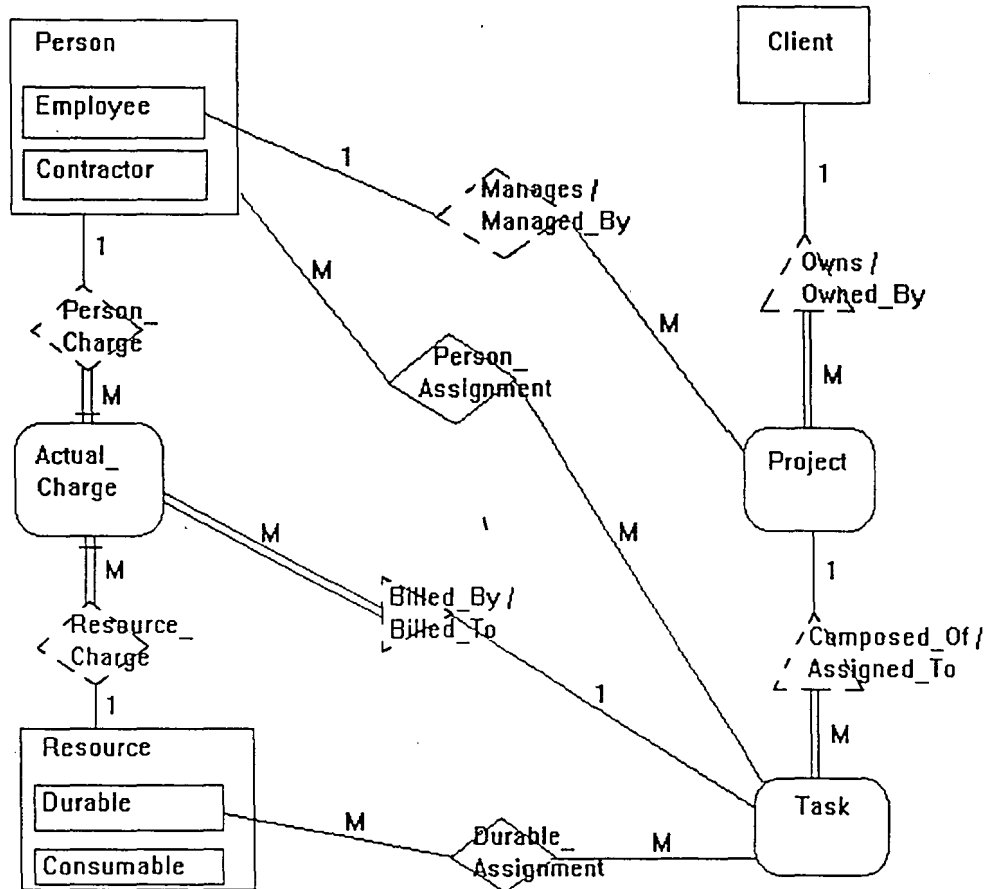 Person
Client
Employee
Contractor
1
1
Manages /
Managed_By
1
M
Owns /
Owned_By
Person_
Charge
M
Person_
Assignment
M
M
Actual_
Charge
Project
M
M
M
1
Billed_By /
Billed_To
Resource_
Charge
Composed_Of /
Assigned_To
1
1
M
Resource
Durable
M
Durable_
Assignment
M
Task
Consumable